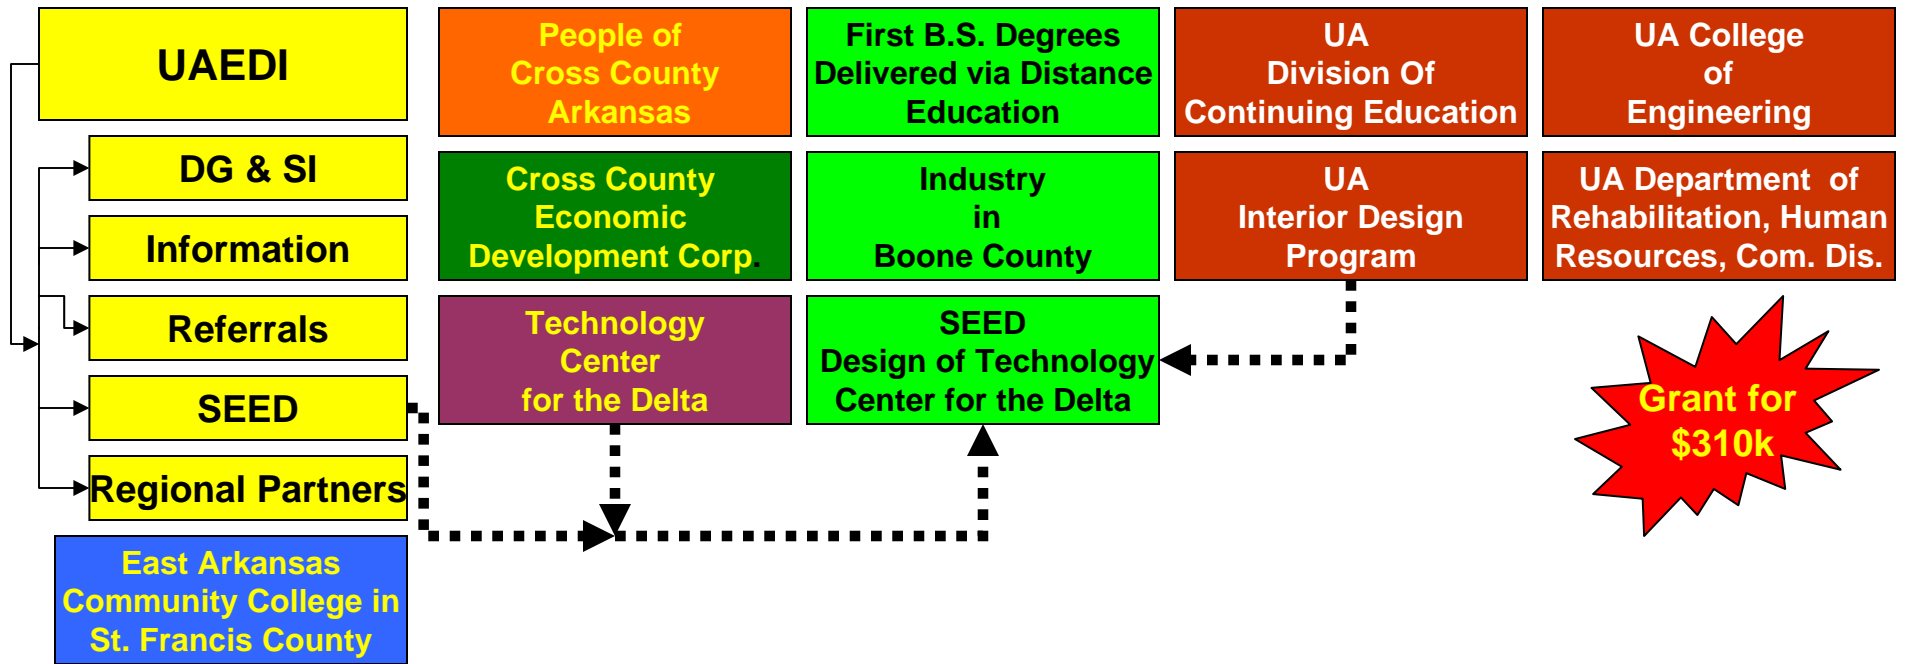 UAEDI
DG & SI
Information
Referrals
SEED
Regional Partners
East Arkansas
Community College in
St. Francis County
People of
Cross County
Arkansas
Cross County
Economic
Development Corp.
Technology
Center
for the Delta
First B.S. Degrees
Delivered via Distance
Education
Industry
in
Boone County
SEED
Design of Technology
Center for the Delta
UA
Division Of
Continuing Education
UA
Interior Design
Program
UA College
of
Engineering
UA Department of
Rehabilitation, Human
Resources, Com. Dis.
Grant for
$310k